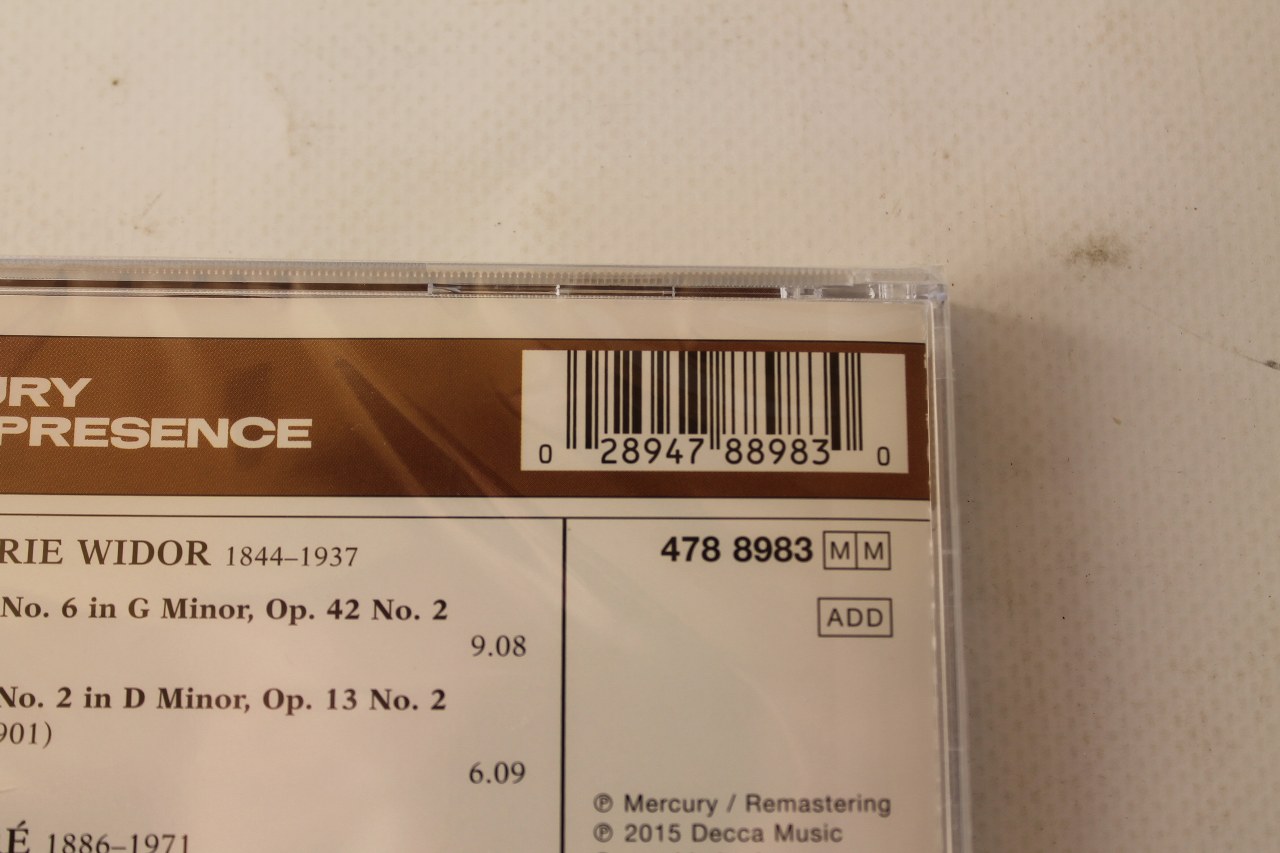 URY
PRESENCE
0 28947 88983 0
RIE WIDOR 1844–1937
No. 6 in G Minor, Op. 42 No. 2
9.08
No. 2 in D Minor, Op. 13 No. 2
901)
6.09
RÉ 1886–1971
478 8983 M M
ADD
℗ Mercury / Remastering
℗ 2015 Decca Music